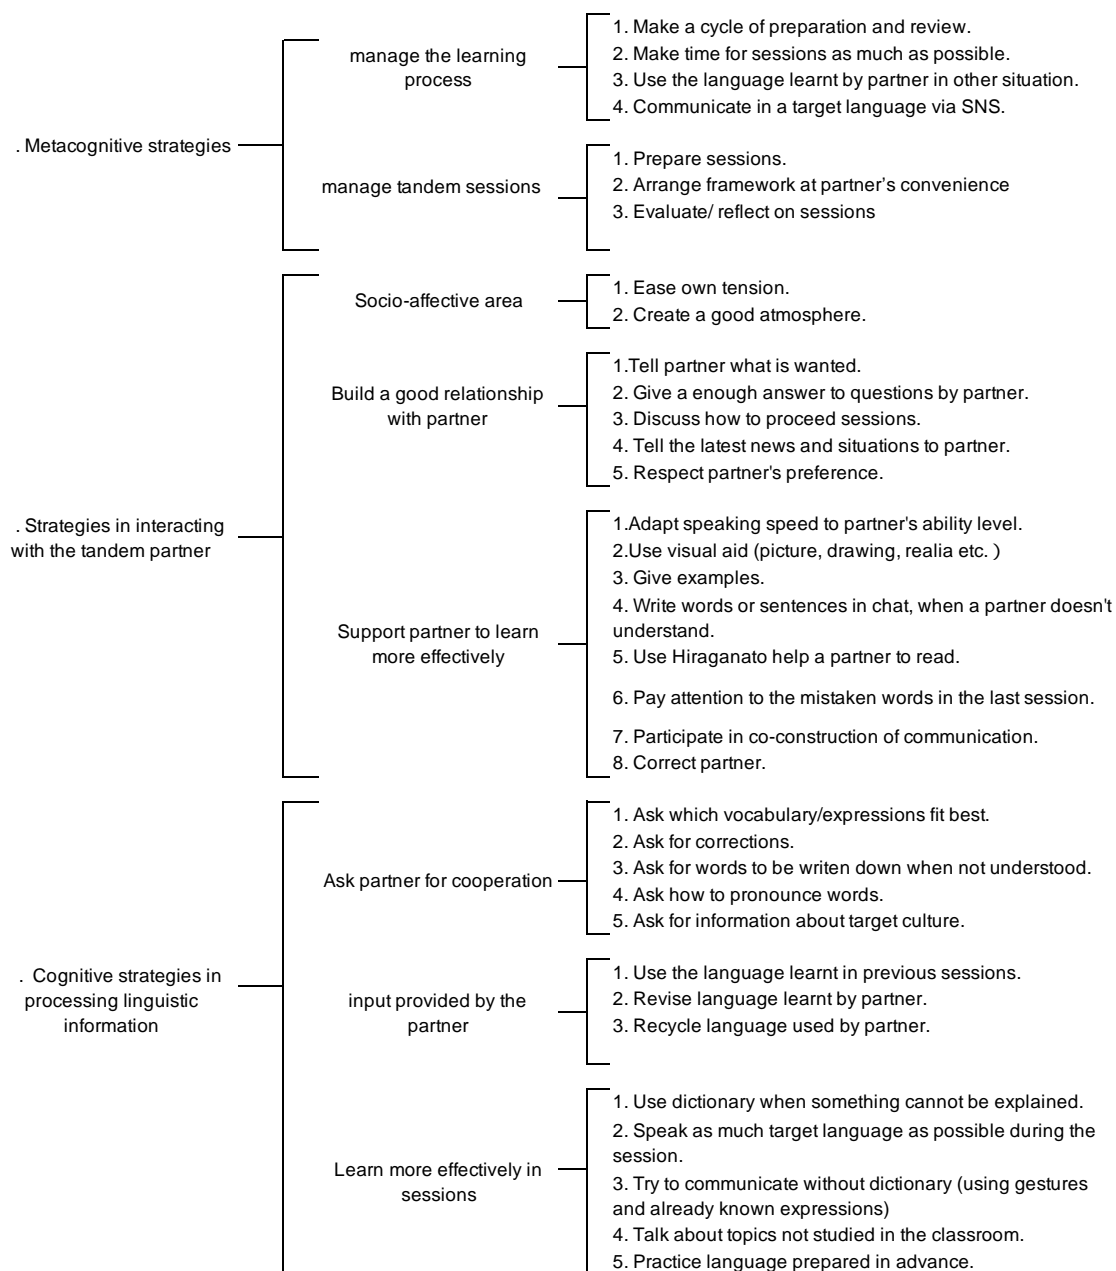 . Metacognitive strategies
manage the learning
process
1. Make a cycle of preparation and review.
2. Make time for sessions as much as possible.
3. Use the language learnt by partner in other situation.
4. Communicate in a target language via SNS.
manage tandem sessions
1. Prepare sessions.
2. Arrange framework at partner’s convenience
3. Evaluate/ reflect on sessions
. Strategies in interacting
with the tandem partner
Socio-affective area
1. Ease own tension.
2. Create a good atmosphere.
Build a good relationship
with partner
1.Tell partner what is wanted.
2. Give a enough answer to questions by partner.
3. Discuss how to proceed sessions.
4. Tell the latest news and situations to partner.
5. Respect partner's preference.
Support partner to learn
more effectively
1.Adapt speaking speed to partner's ability level.
2.Use visual aid (picture, drawing, realia etc. )
3. Give examples.
4. Write words or sentences in chat, when a partner doesn't
understand.
5. Use Hiraganato help a partner to read.
6. Pay attention to the mistaken words in the last session.
7. Participate in co-construction of communication.
8. Correct partner.
. Cognitive strategies in
processing linguistic
information
Ask partner for cooperation
1. Ask which vocabulary/expressions fit best.
2. Ask for corrections.
3. Ask for words to be writen down when not understood.
4. Ask how to pronounce words.
5. Ask for information about target culture.
input provided by the
partner
1. Use the language learnt in previous sessions.
2. Revise language learnt by partner.
3. Recycle language used by partner.
Learn more effectively in
sessions
1. Use dictionary when something cannot be explained.
2. Speak as much target language as possible during the
session.
3. Try to communicate without dictionary (using gestures
and already known expressions)
4. Talk about topics not studied in the classroom.
5. Practice language prepared in advance.